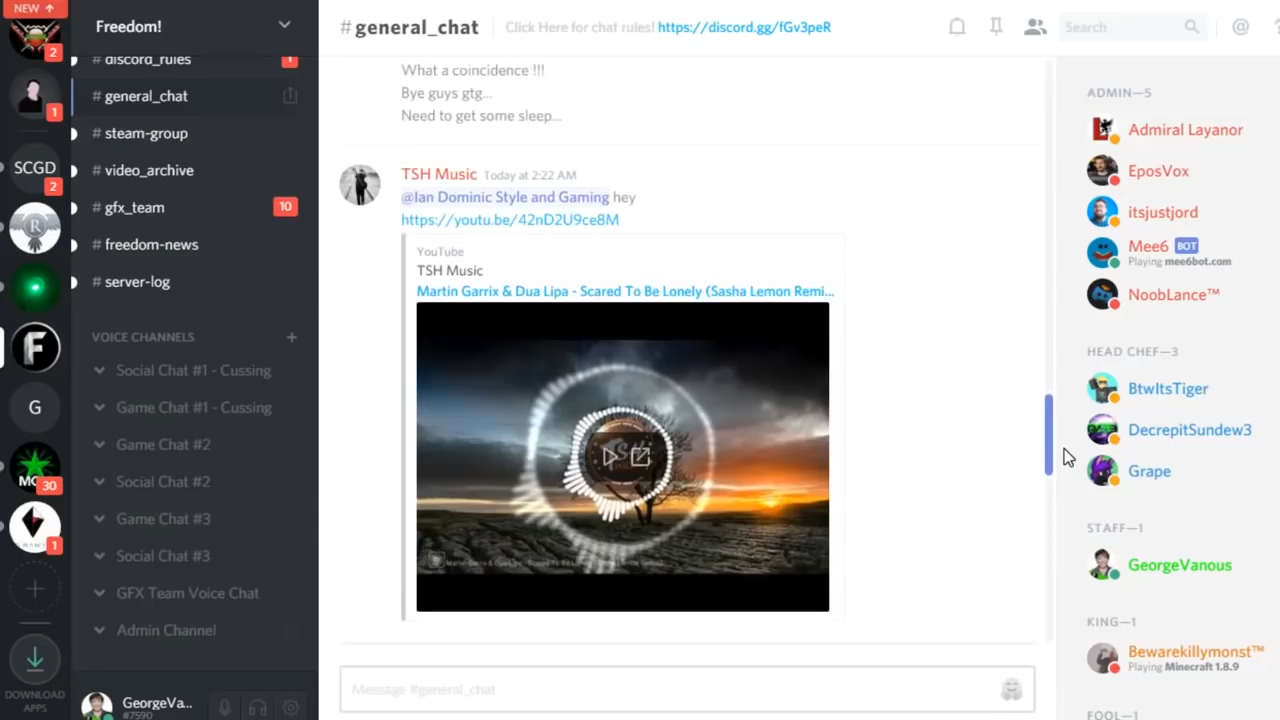 NEW ↑
2
1
SCGD
2
R
F
G
MC
30
1
+
DOWNLOAD
APPS
Freedom!
discord_rules
1
# general_chat
# steam-group
# video_archive
# gfx_team
10
# freedom-news
# server-log
VOICE CHANNELS
+
Social Chat #1 - Cussing
Game Chat #1 - Cussing
Game Chat #2
Social Chat #2
Game Chat #3
Social Chat #3
GFX Team Voice Chat
Admin Channel
GeorgeVa...
#7590
#general_chat
Click Here for chat rules! https://discord.gg/fGv3peR
Search
@
What a coincidence !!!
Bye guys gtg...
Need to get some sleep...
TSH Music Today at 2:22 AM
@Ian Dominic Style and Gaming hey
https://youtu.be/42nD2U9ce8M
YouTube
TSH Music
Martin Garrix & Dua Lipa - Scared To Be Lonely (Sasha Lemon Remi...
Message #general_chat
ADMIN—5
Admiral Layanor
EposVox
itsjustjord
Mee6 BOT
Playing mee6bot.com
NoobLance™
HEAD CHEF—3
BtwItsTiger
DecrepitSundew3
Grape
STAFF—1
GeorgeVanous
KING—1
Bewarekillymonst™
Playing Minecraft 1.8.9
FOOL—1